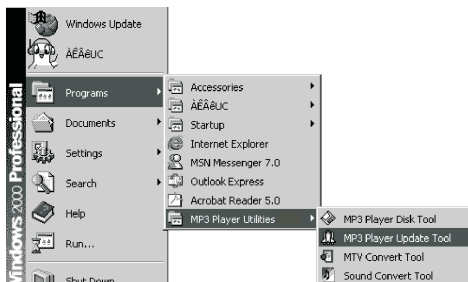 Windows Update
ÀÊÂêUC
Programs
Documents
Settings
Search
Help
Run...
Shut Down
Windows 2000 Professional
Accessories
ÀÊÂêUC
Startup
Internet Explorer
MSN Messenger 7.0
Outlook Express
Acrobat Reader 5.0
MP3 Player Utilities
MP3 Player Disk Tool
MP3 Player Update Tool
MTV Convert Tool
Sound Convert Tool